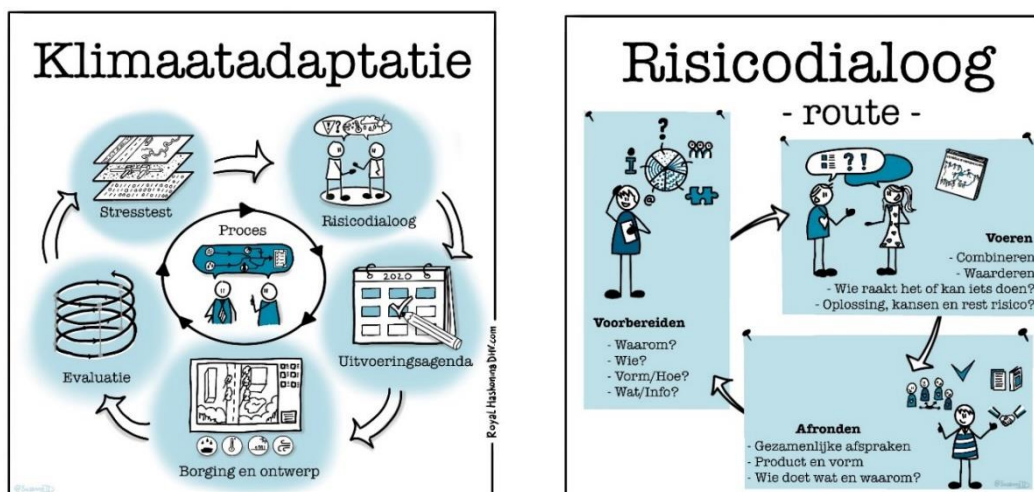 Klimaatadaptatie
Stresstest
Risicodialoog
Proces
2020
Uitvoeringsagenda
Evaluatie
Borging en ontwerp
Royal HaskoningDHV.com
Risicodialoog
- route -
?
i
@
Voorbereiden
- Waarom?
- Wie?
- Vorm/Hoe?
- Wat/Info?
? !
Voeren
- Combineren
- Waarderen
- Wie raakt het of kan iets doen?
- Oplossing, kansen en rest risico?
Afronden
- Gezamenlijke afspraken
- Product en vorm
- Wie doet wat en waarom?